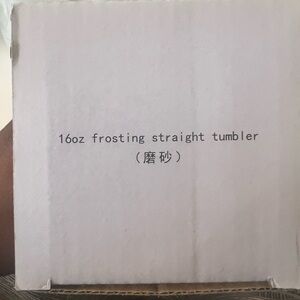 16oz frosting straight tumbler
（磨砂）